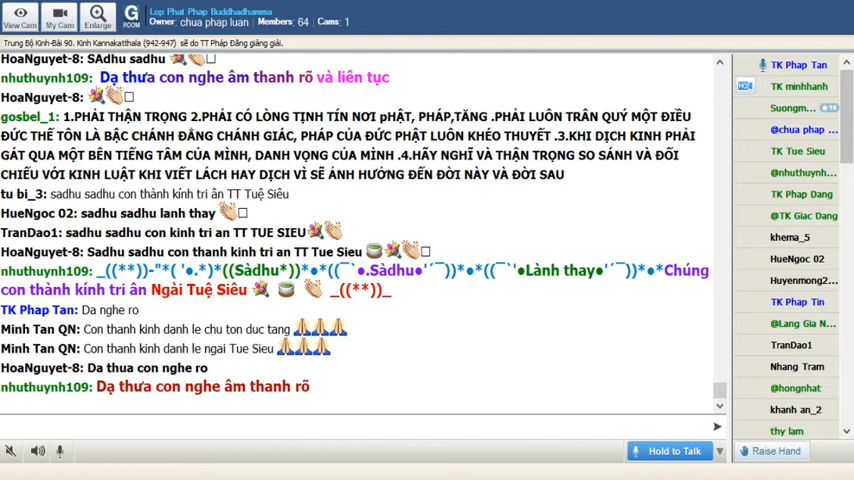 View Cam
My Cam
Enlarge
G
ROOM
Lop Phat Phap Buddhadhamma
Owner: chua phap luan Members: 64 Cams: 1
Trung Bộ Kinh-Bài 90. Kinh Kannakatthala (942-947) sẽ do TT Pháp Đăng giảng giải.
HoaNguyet-8: SAdhu sadhu
nhuthuynh109: Dạ thưa con nghe âm thanh rõ và liên tục
HoaNguyet-8:
gosbel_1: 1.PHẢI THẬN TRỌNG 2.PHẢI CÓ LÒNG TỊNH TÍN NƠI pHẬT, PHÁP,TĂNG .PHẢI LUÔN TRÂN QUÝ MỘT ĐIỀU
ĐỨC THẾ TÔN LÀ BẬC CHÁNH ĐẲNG CHÁNH GIÁC, PHÁP CỦA ĐỨC PHẬT LUÔN KHÉO THUYẾT .3.KHI DỊCH KINH PHẢI
GÁT QUA MỘT BÊN TIẾNG TÂM CỦA MÌNH, DANH VỌNG CỦA MÌNH .4.HÃY NGHĨ VÀ THẬN TRỌNG SO SÁNH VÀ ĐỐI
CHIẾU VỚI KINH LUẬT KHI VIẾT LÁCH HAY DỊCH VÌ SẼ ẢNH HƯỞNG ĐẾN ĐỜI NÀY VÀ ĐỜI SAU
tu bi_3: sadhu sadhu con thành kính tri ân TT Tuệ Siêu
HueNgoc 02: sadhu sadhu lanh thay
TranDao1: sadhu sadhu con kinh tri an TT TUE SIEU
HoaNguyet-8: Sadhu sadhu con thanh kinh tri an TT Tue Sieu
nhuthuynh109: _((**))-"*( '●.*)*((Sàdhu*))*●*((¯`●.Sàdhu●'´¯))*●*((¯`'●Lành thay●'´¯))*●*Chúng
con thành kính tri ân Ngài Tuệ Siêu _((**))_
TK Phap Tan: Da nghe ro
Minh Tan QN: Con thanh kinh danh le chu ton duc tang
Minh Tan QN: Con thanh kinh danh le ngai Tue Sieu
HoaNguyet-8: Da thua con nghe ro
nhuthuynh109: Dạ thưa con nghe âm thanh rõ
Hold to Talk
TK Phap Tan
HD
TK minhhanh
Suongm...
18
@chua phap ...
TK Tue Sieu
@nhuthuynh...
TK Phap Dang
@TK Giac Dang
khema_5
HueNgoc 02
Huyenmong2...
TK Phap Tin
@Lang Gia N...
TranDao1
Nhang Tram
@hongnhat
khanh an_2
thy lam
Raise Hand